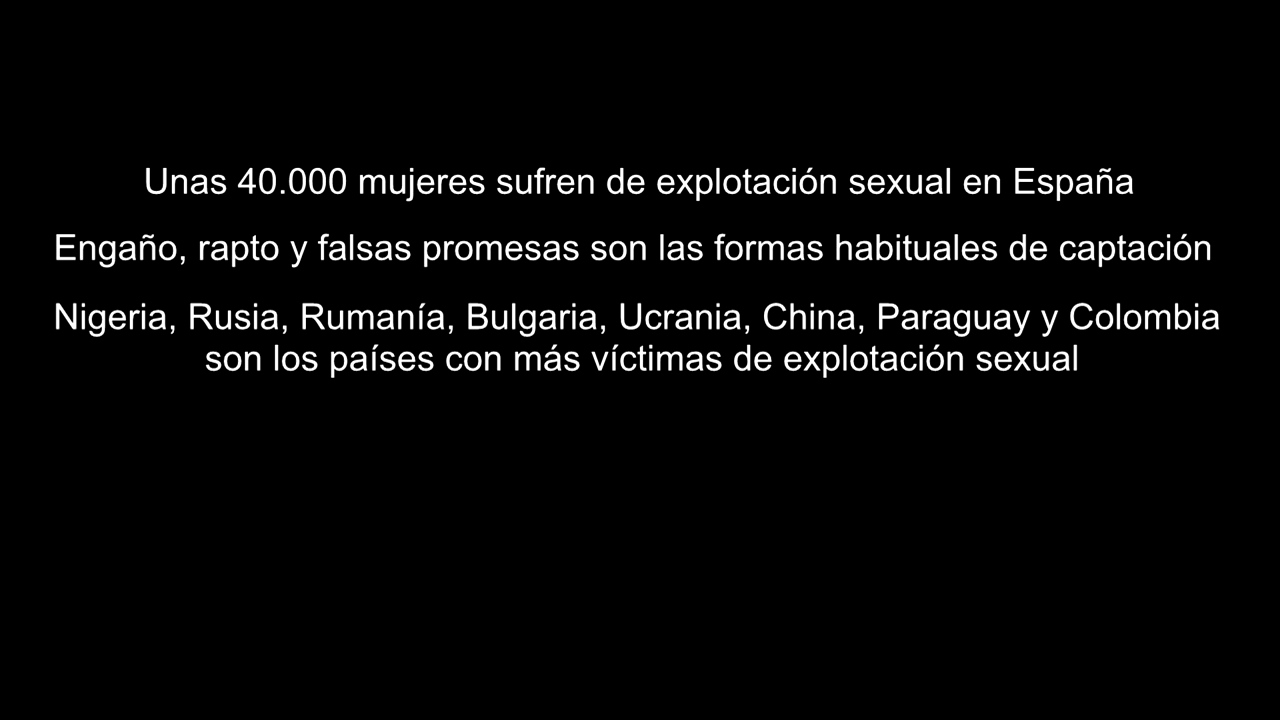 Unas 40.000 mujeres sufren de explotación sexual en España
Engaño, rapto y falsas promesas son las formas habituales de captación
Nigeria, Rusia, Rumanía, Bulgaria, Ucrania, China, Paraguay y Colombia
son los países con más víctimas de explotación sexual